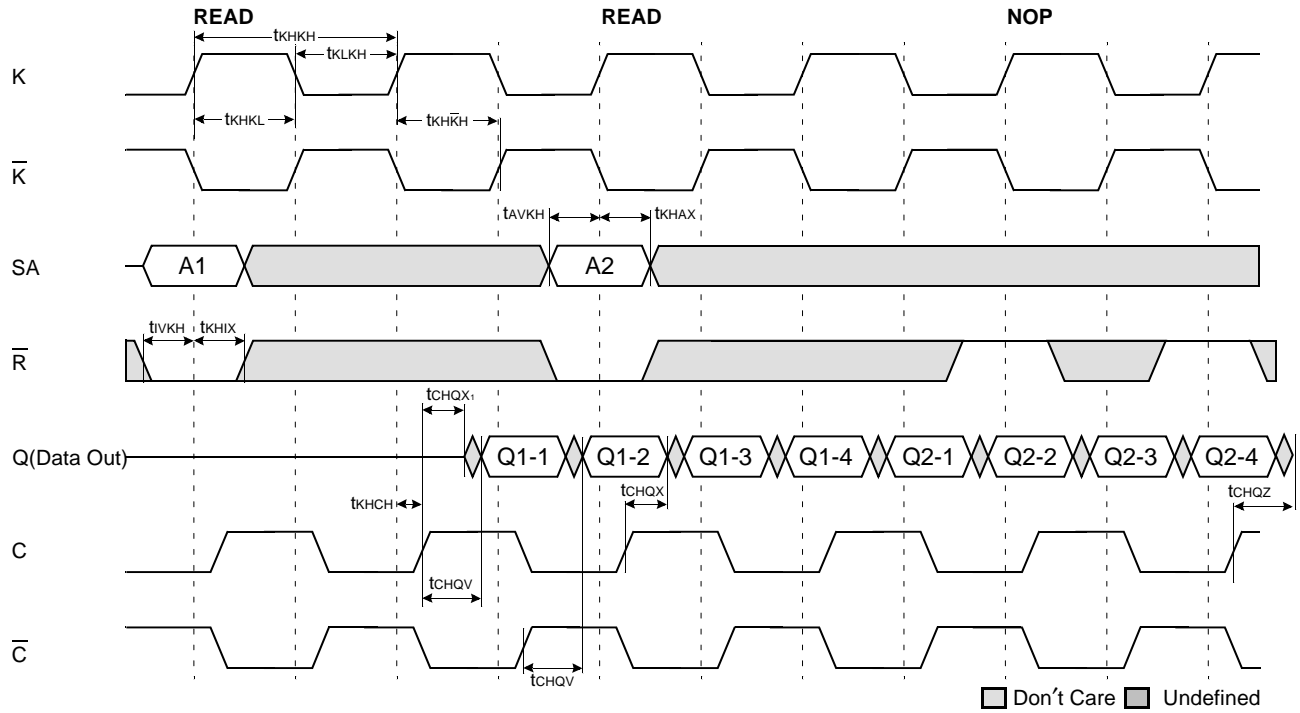 READ READ NOP
tKHKH
tKLKH
K
tKHKL tKHK̅H
K̅
tAVKH tKHAX
SA A1 A2
tIVKH tKHIX
R̅
tCHQX1
Q(Data Out) Q1-1 Q1-2 Q1-3 Q1-4 Q2-1 Q2-2 Q2-3 Q2-4
tKHCH tCHQX tCHQZ
C
tCHQV
C̅
tCHQV
Don′t Care Undefined